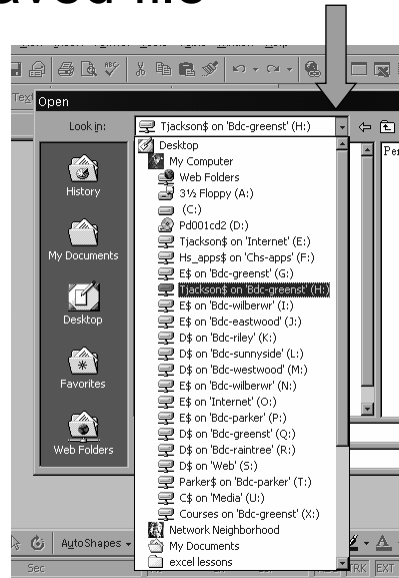 Open
Look in:
Tjackson$ on 'Bdc-greenst' (H:)
History
My Documents
Desktop
Favorites
Web Folders
Desktop
My Computer
Web Folders
3½ Floppy (A:)
(C:)
Pd001cd2 (D:)
Tjackson$ on 'Internet' (E:)
Hs_apps$ on 'Chs-apps' (F:)
E$ on 'Bdc-greenst' (G:)
Tjackson$ on 'Bdc-greenst' (H:)
E$ on 'Bdc-wilberwr' (I:)
E$ on 'Bdc-eastwood' (J:)
D$ on 'Bdc-riley' (K:)
D$ on 'Bdc-sunnyside' (L:)
D$ on 'Bdc-westwood' (M:)
E$ on 'Bdc-wilberwr' (N:)
E$ on 'Internet' (O:)
E$ on 'Bdc-parker' (P:)
D$ on 'Bdc-greenst' (Q:)
D$ on 'Bdc-raintree' (R:)
D$ on 'Web' (S:)
Parker$ on 'Bdc-parker' (T:)
C$ on 'Media' (U:)
Courses on 'Bdc-greenst' (X:)
Network Neighborhood
My Documents
excel lessons
AutoShapes
Sec
TRK EXT